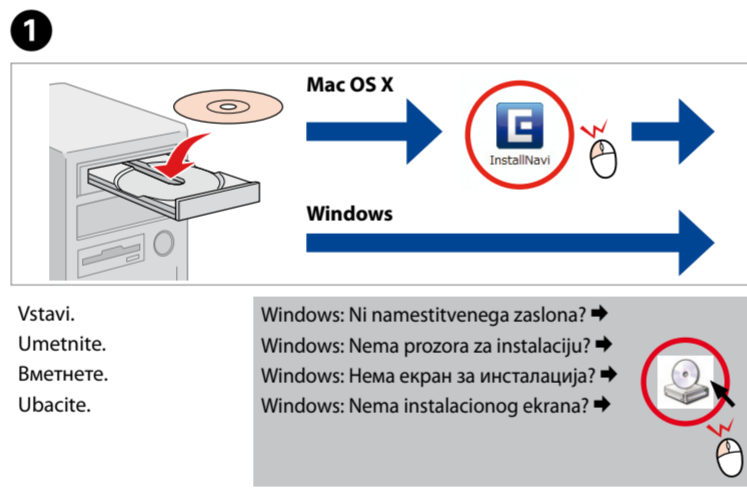 1
Mac OS X
InstallNavi
Windows
Vstavi.
Umetnite.
Вметнете.
Ubacite.
Windows: Ni namestitvenega zaslona? ➡
Windows: Nema prozora za instalaciju? ➡
Windows: Нема екран за инсталација? ➡
Windows: Nema instalacionog ekrana? ➡